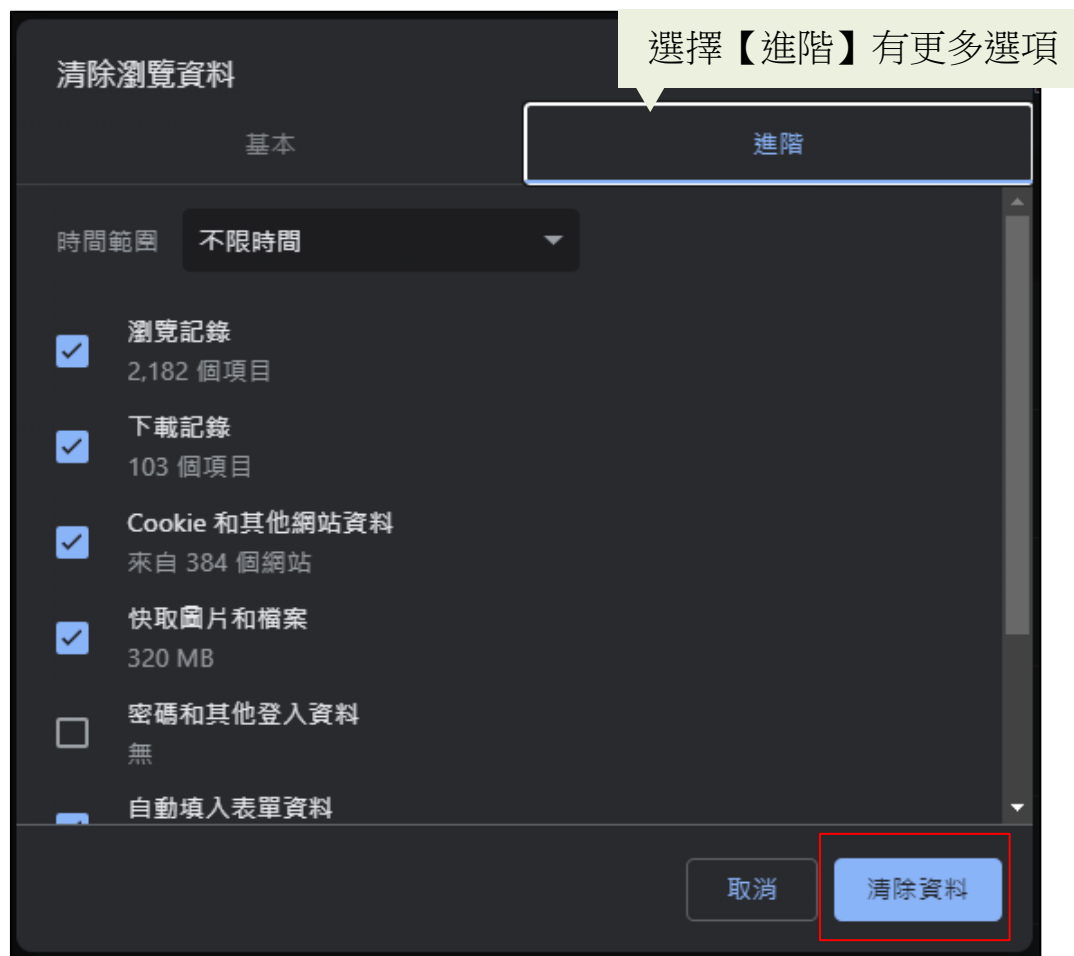 選擇【進階】有更多選項
清除瀏覽資料
基本
進階
時間範圍
不限時間
瀏覽記錄
2,182 個項目
下載記錄
103 個項目
Cookie 和其他網站資料
來自 384 個網站
快取圖片和檔案
320 MB
密碼和其他登入資料
無
自動填入表單資料
取消
清除資料